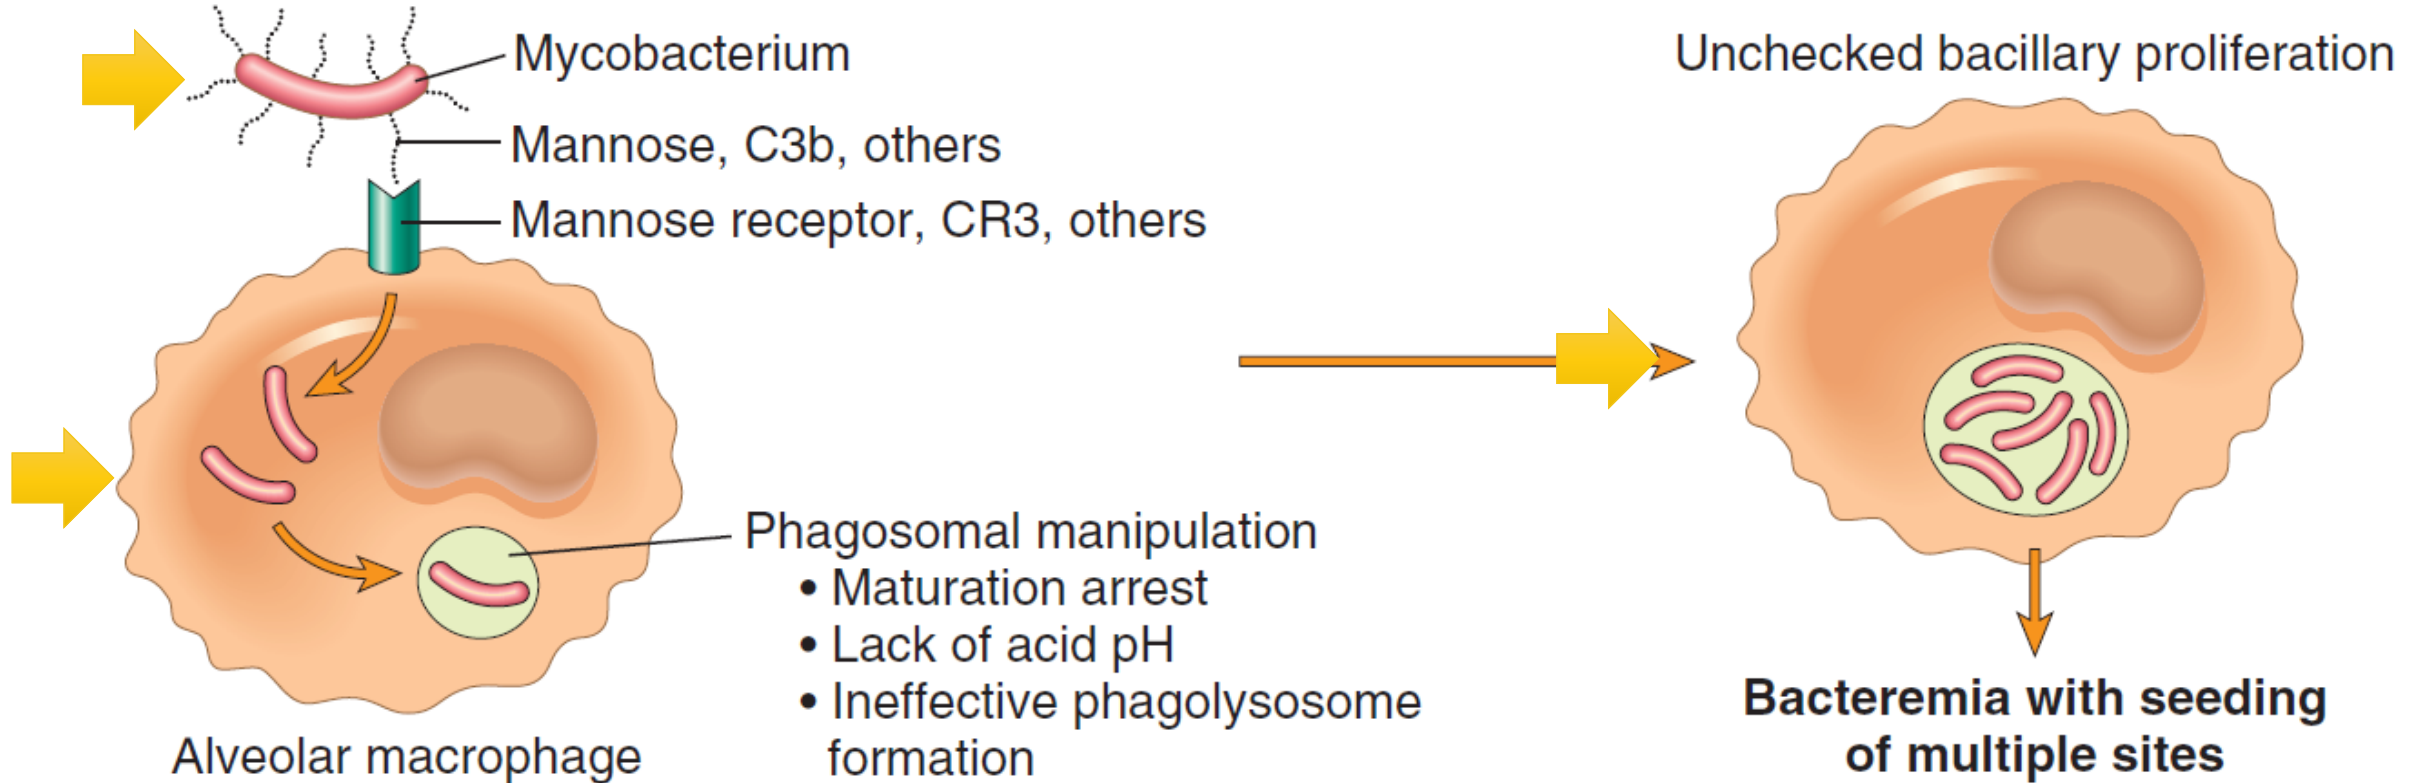 Mycobacterium
Mannose, C3b, others
Mannose receptor, CR3, others
Phagosomal manipulation
• Maturation arrest
• Lack of acid pH
• Ineffective phagolysosome
formation
Alveolar macrophage
Unchecked bacillary proliferation
Bacteremia with seeding
of multiple sites